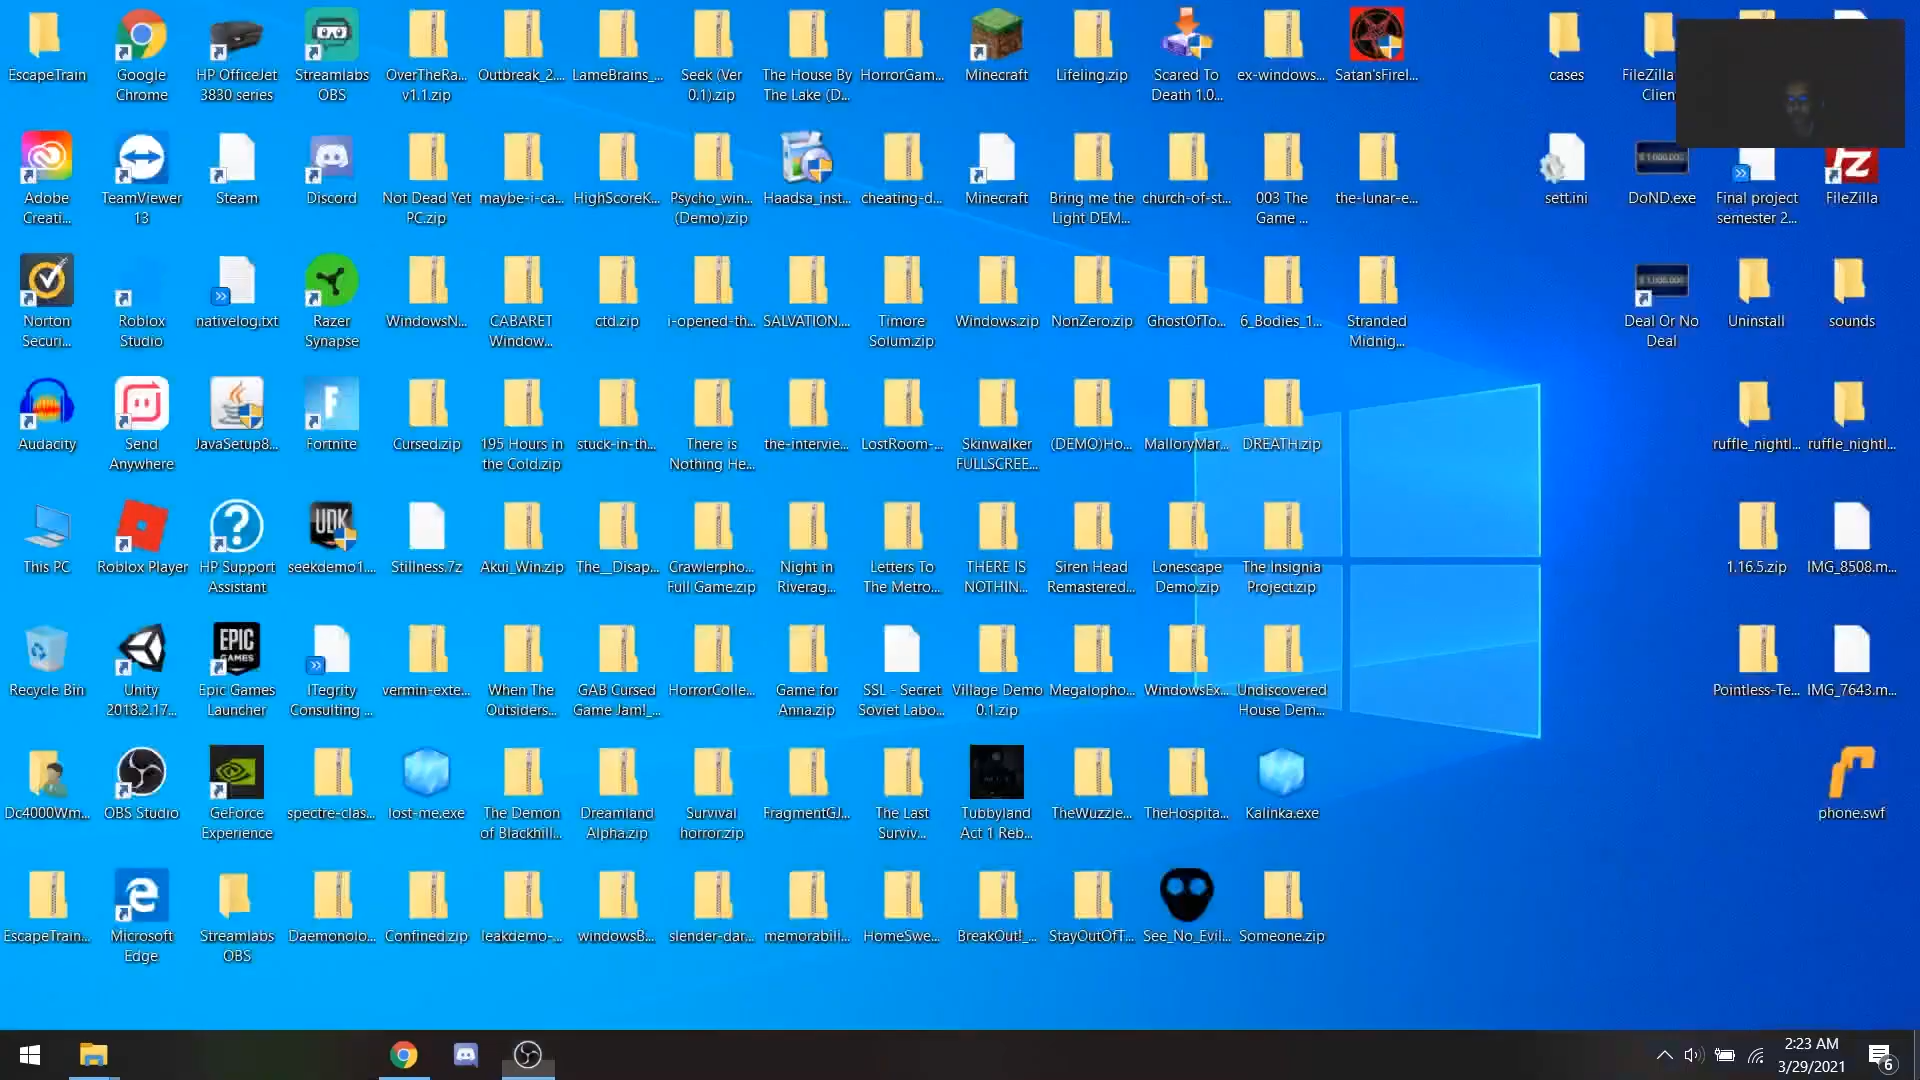 EscapeTrain
Google
Chrome
HP OfficeJet
3830 series
Streamlabs
OBS
OverTheRa...
v1.1.zip
Outbreak_2....
LameBrains_...
Seek (Ver
0.1).zip
The House By
The Lake (D...
HorrorGam...
Minecraft
Lifeling.zip
Scared To
Death 1.0...
ex-windows...
Satan'sFirel...
cases
FileZilla
Clien
Adobe
Creati...
TeamViewer
13
Steam
Discord
Not Dead Yet
PC.zip
maybe-i-ca...
HighScoreK...
Psycho_win...
(Demo).zip
Haadsa_inst...
cheating-d...
Minecraft
Bring me the
Light DEM...
church-of-st...
003 The
Game ...
the-lunar-e...
sett.ini
$ 1,000,000
DoND.exe
Final project
semester 2...
FZ
FileZilla
Norton
Securi...
Roblox
Studio
nativelog.txt
Razer
Synapse
WindowsN...
CABARET
Window...
ctd.zip
i-opened-th...
SALVATION....
Timore
Solum.zip
Windows.zip
NonZero.zip
GhostOfTo...
6_Bodies_1...
Stranded
Midnig...
$ 1,000,000
Deal Or No
Deal
Uninstall
sounds
Audacity
Send
Anywhere
JavaSetup8...
F
Fortnite
Cursed.zip
195 Hours in
the Cold.zip
stuck-in-th...
There is
Nothing He...
the-intervie...
LostRoom-...
Skinwalker
FULLSCREE...
(DEMO)Ho...
MalloryMar...
DREATH.zip
ruffle_nightl...
ruffle_nightl...
This PC
Roblox Player
?
HP Support
Assistant
UDK
seekdemo1...
Stillness.7z
Akui_Win.zip
The__Disap...
Crawlerpho...
Full Game.zip
Night in
Riverag...
Letters To
The Metro...
THERE IS
NOTHIN...
Siren Head
Remastered...
Lonescape
Demo.zip
The Insignia
Project.zip
1.16.5.zip
IMG_8508.m...
Recycle Bin
Unity
2018.2.17...
EPIC
GAMES
Epic Games
Launcher
ITegrity
Consulting ...
vermin-exte...
When The
Outsiders...
GAB Cursed
Game Jam!_...
HorrorColle...
Game for
Anna.zip
SSL - Secret
Soviet Labo...
Village Demo
0.1.zip
Megalopho...
WindowsEx...
Undiscovered
House Dem...
Pointless-Te...
IMG_7643.m...
Dc4000Wm...
OBS Studio
GeForce
Experience
spectre-clas...
lost-me.exe
The Demon
of Blackhill...
Dreamland
Alpha.zip
Survival
horror.zip
FragmentGJ...
The Last
Surviv...
Tubbyland
Act 1 Reb...
TheWuzzle...
TheHospita...
Kalinka.exe
phone.swf
EscapeTrain...
Microsoft
Edge
Streamlabs
OBS
Daemonolo...
Confined.zip
leakdemo-...
windowsB...
slender-dar...
memorabili...
HomeSwe...
BreakOut!_...
StayOutOfT...
See_No_Evil...
Someone.zip
2:23 AM
3/29/2021
6